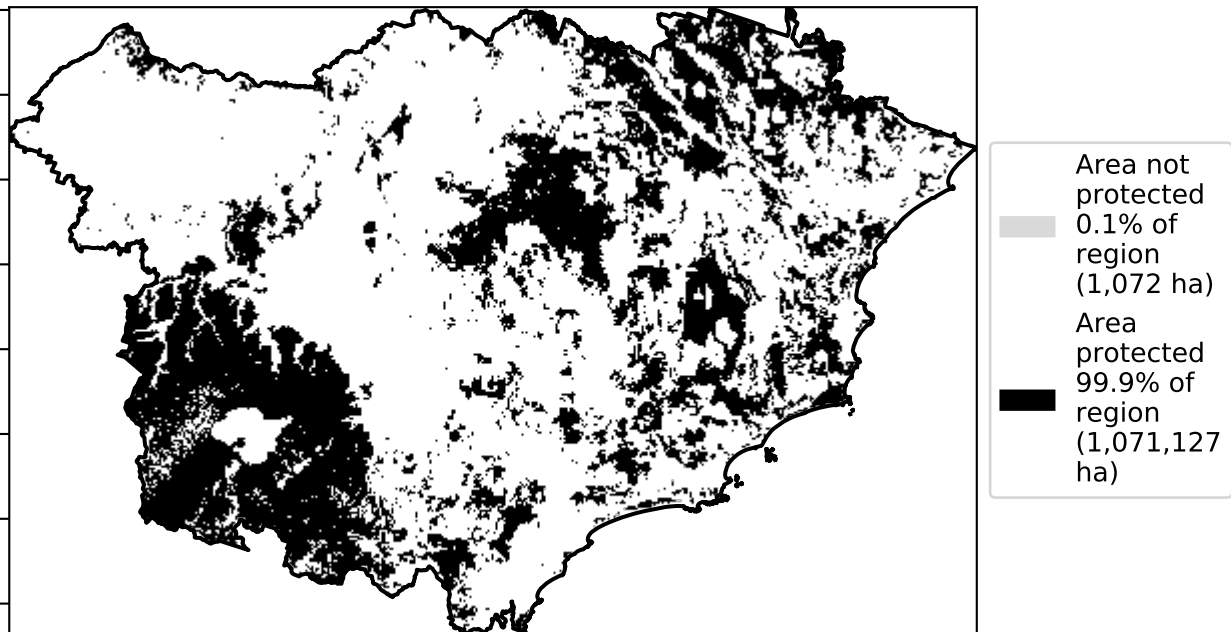 Area not
protected
0.1% of
region
(1,072 ha)
Area
protected
99.9% of
region
(1,071,127
ha)